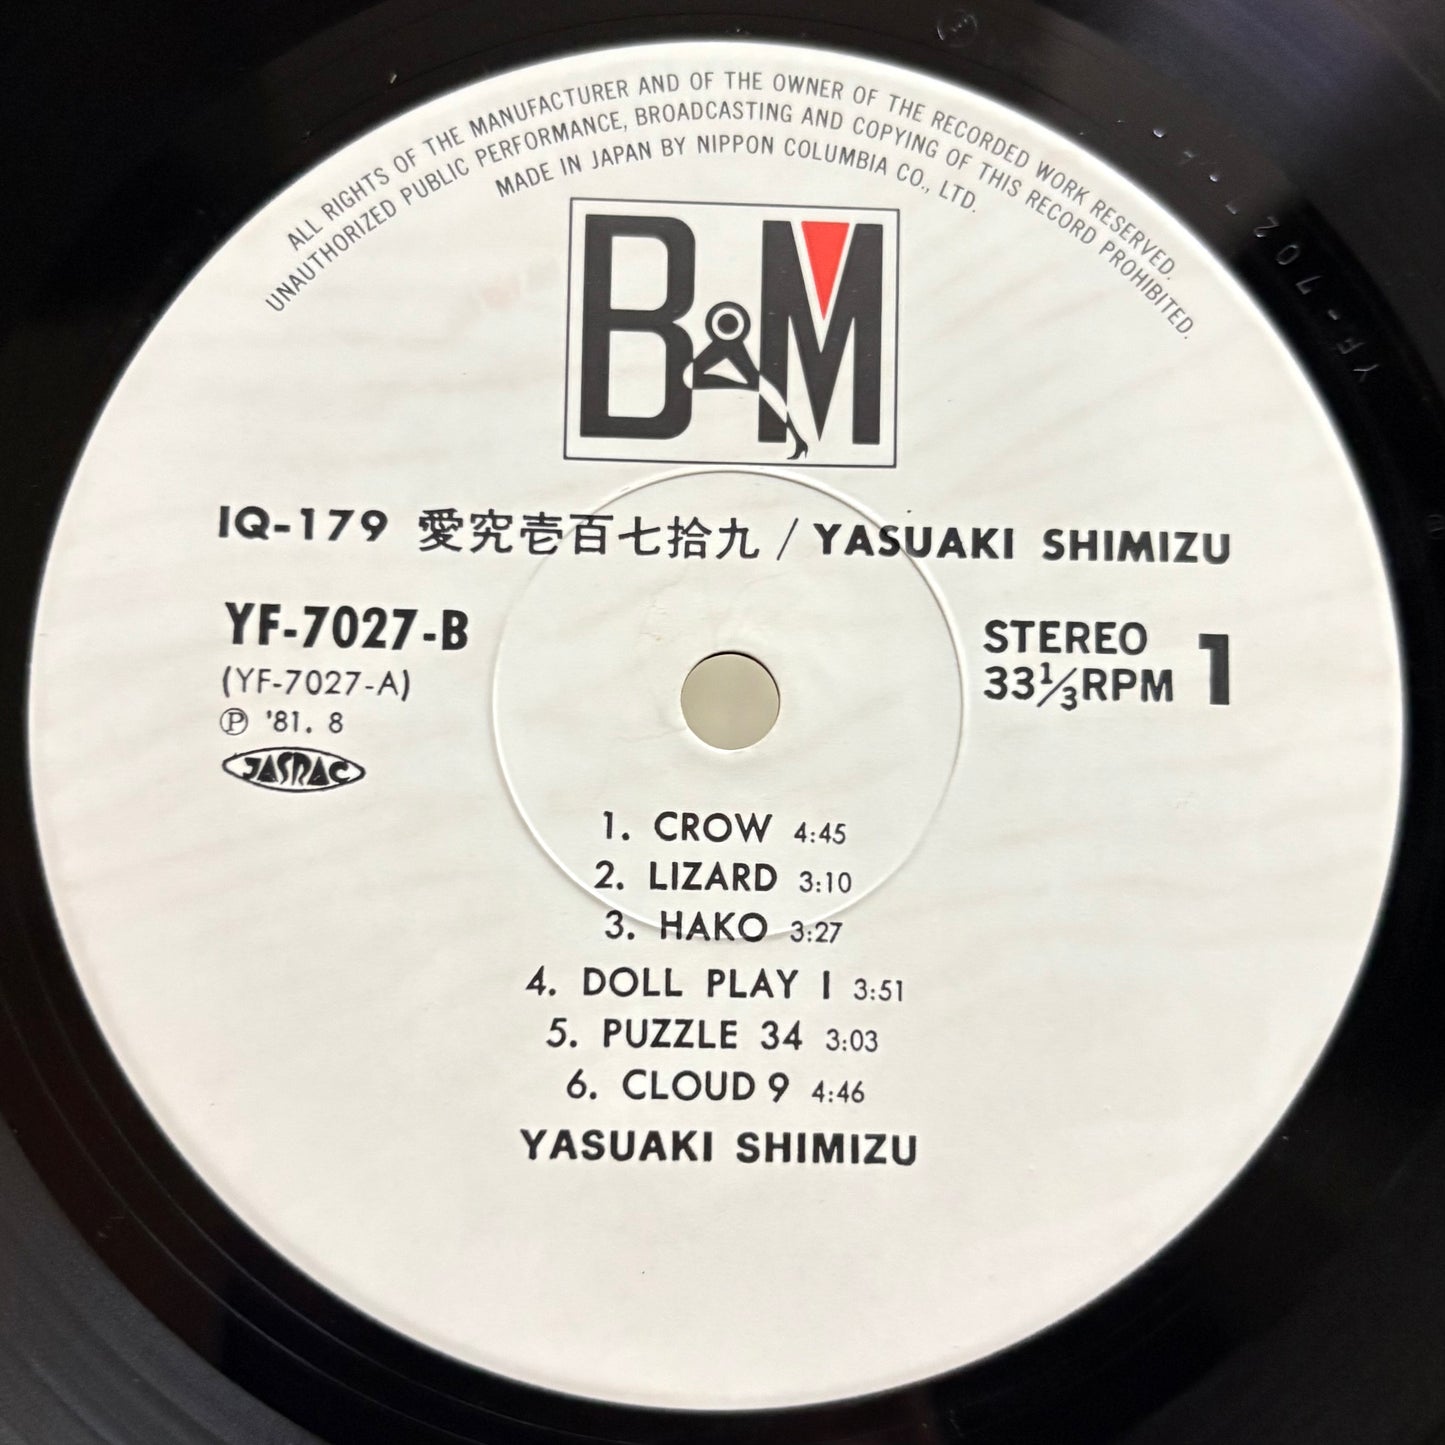 ALL RIGHTS OF THE MANUFACTURER AND OF THE OWNER OF THE RECORDED WORK RESERVED.
UNAUTHORIZED PUBLIC PERFORMANCE, BROADCASTING AND COPYING OF THIS RECORD PROHIBITED.
MADE IN JAPAN BY NIPPON COLUMBIA CO., LTD.
B&M
IQ-179 愛究壱百七拾九 / YASUAKI SHIMIZU
YF-7027-B
(YF-7027-A)
Ⓟ '81. 8
JASRAC
STEREO
33⅓RPM 1
1. CROW 4:45
2. LIZARD 3:10
3. HAKO 3:27
4. DOLL PLAY I 3:51
5. PUZZLE 34 3:03
6. CLOUD 9 4:46
YASUAKI SHIMIZU